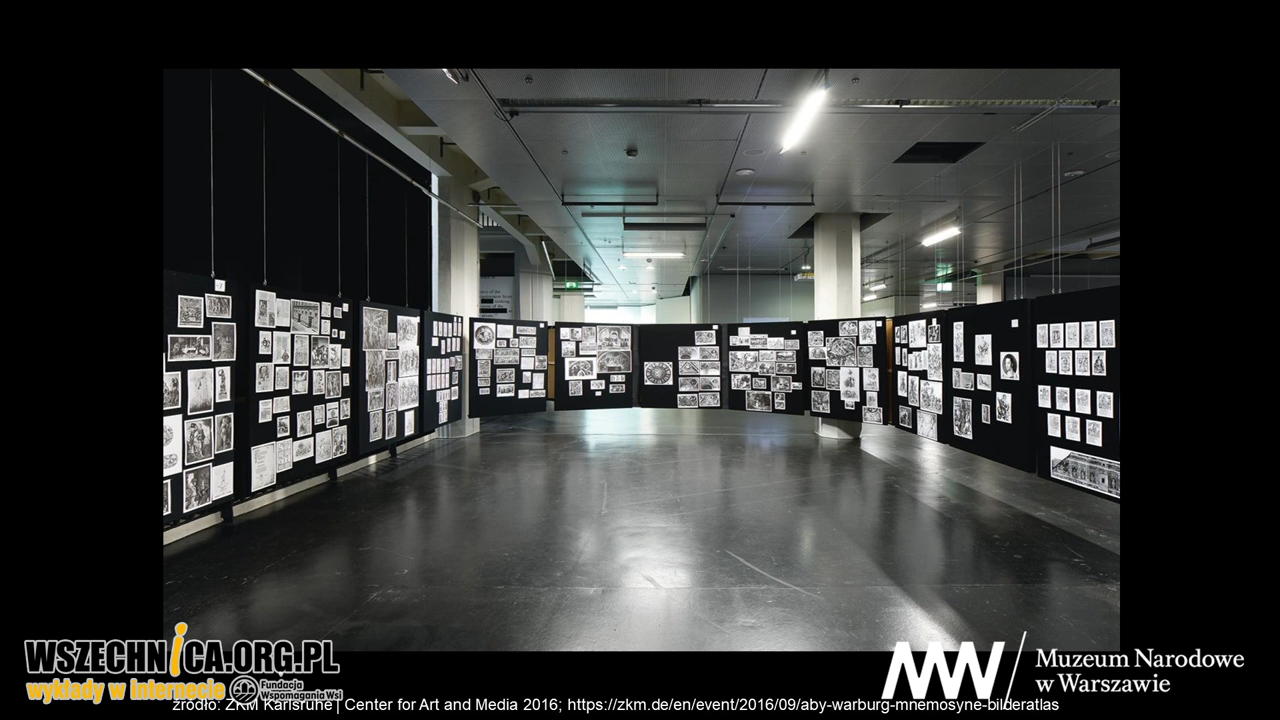 WSZECHNiCA.ORG.PL
wykłady w internecie
Fundacja
Wspomagania Wsi
Muzeum Narodowe
w Warszawie
źródło: ZKM Karlsruhe | Center for Art and Media 2016; https://zkm.de/en/event/2016/09/aby-warburg-mnemosyne-bilderatlas